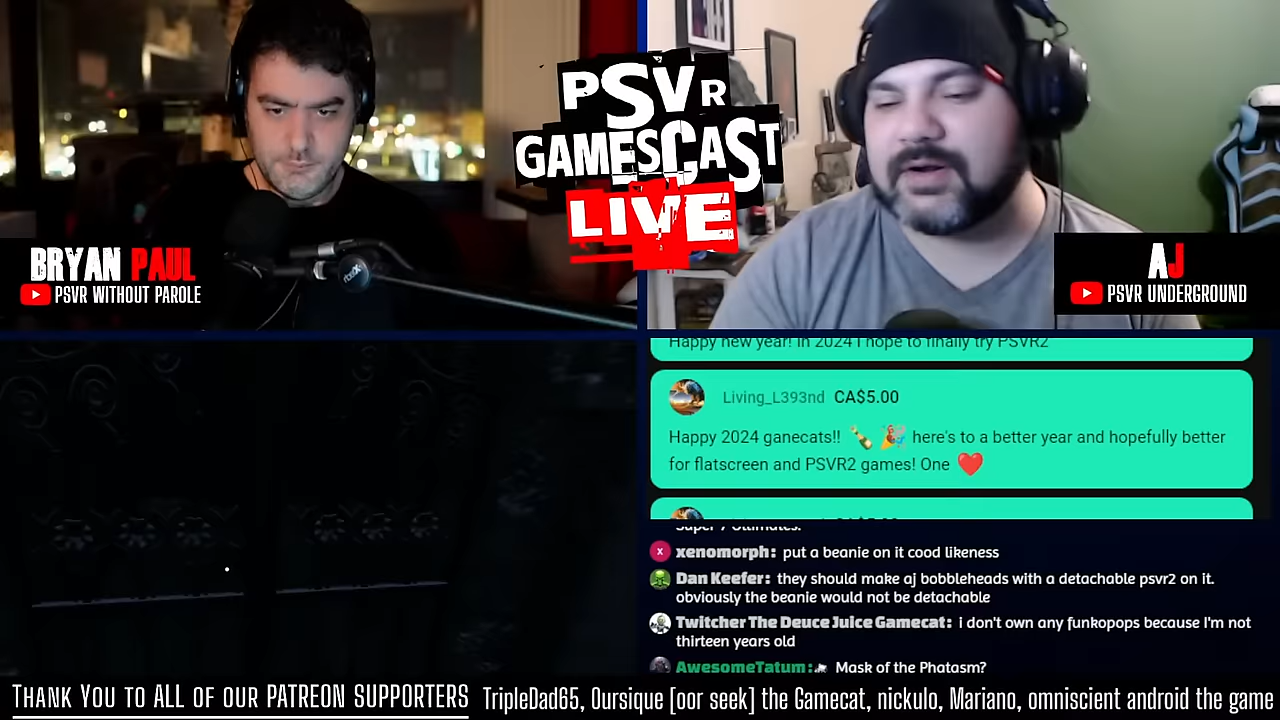 PSVR
GAMESCAST
LIVE
BRYAN PAUL
PSVR WITHOUT PAROLE
AJ
PSVR UNDERGROUND
Happy new year! In 2024 I hope to finally try PSVR2
Living_L393nd CA$5.00
Happy 2024 ganecats!! 🍾 🎉 here's to a better year and hopefully better
for flatscreen and PSVR2 games! One ❤️
Super 7 Ultimates.
xenomorph: put a beanie on it cood likeness
Dan Keefer: they should make aj bobbleheads with a detachable psvr2 on it.
obviously the beanie would not be detachable
Twitcher The Deuce Juice Gamecat: i don't own any funkopops because I'm not
thirteen years old
AwesomeTatum: Mask of the Phatasm?
THANK YOU TO ALL OF OUR PATREON SUPPORTERS TripleDad65, Oursique [oor seek] the Gamecat, nickulo, Mariano, omniscient android the game